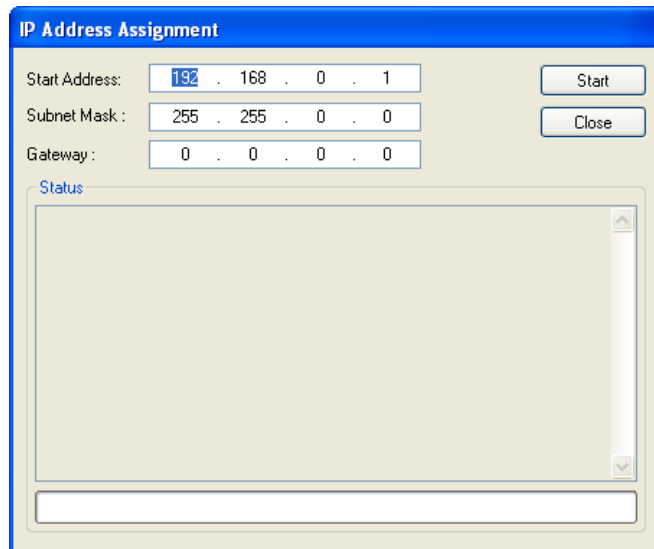 IP Address Assignment
Start Address: 192 . 168 . 0 . 1 Start
Subnet Mask : 255 . 255 . 0 . 0 Close
Gateway : 0 . 0 . 0 . 0
Status